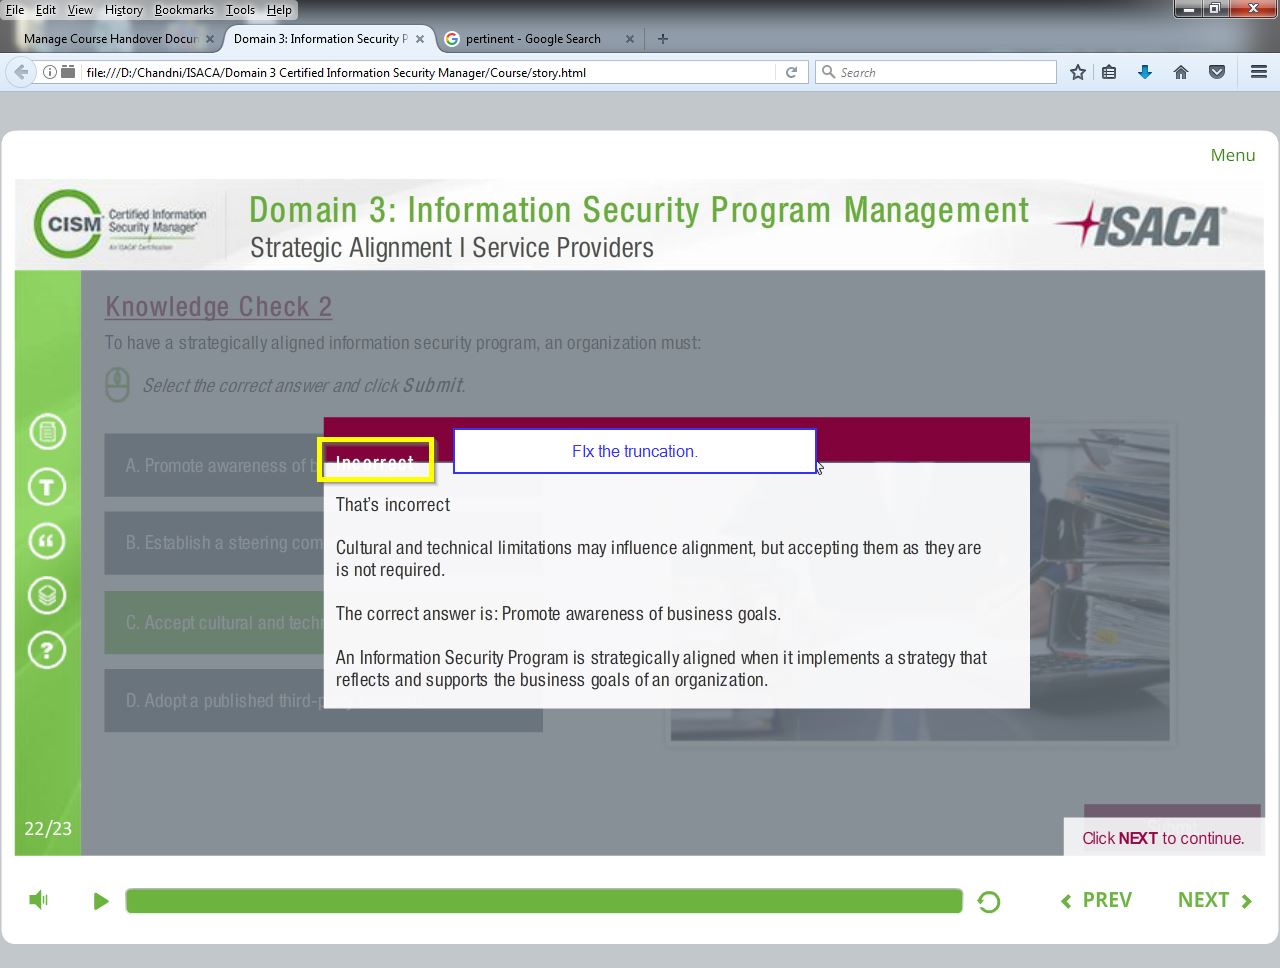 File Edit View History Bookmarks Tools Help
Manage Course Handover Docun
Domain 3: Information Security P
pertinent - Google Search
file:///D:/Chandni/ISACA/Domain 3 Certified Information Security Manager/Course/story.html
Search
Menu
CISM Certified Information Security Manager
An ISACA Certification
Domain 3: Information Security Program Management
Strategic Alignment I Service Providers
ISACA
Knowledge Check 2
To have a strategically aligned information security program, an organization must:
Select the correct answer and click Submit.
A. Promote awareness of b
B. Establish a steering com
C. Accept cultural and techn
D. Adopt a published third-p
Incorrect
FIx the truncation.
That's incorrect
Cultural and technical limitations may influence alignment, but accepting them as they are
is not required.
The correct answer is: Promote awareness of business goals.
An Information Security Program is strategically aligned when it implements a strategy that
reflects and supports the business goals of an organization.
22/23
Click NEXT to continue.
PREV
NEXT